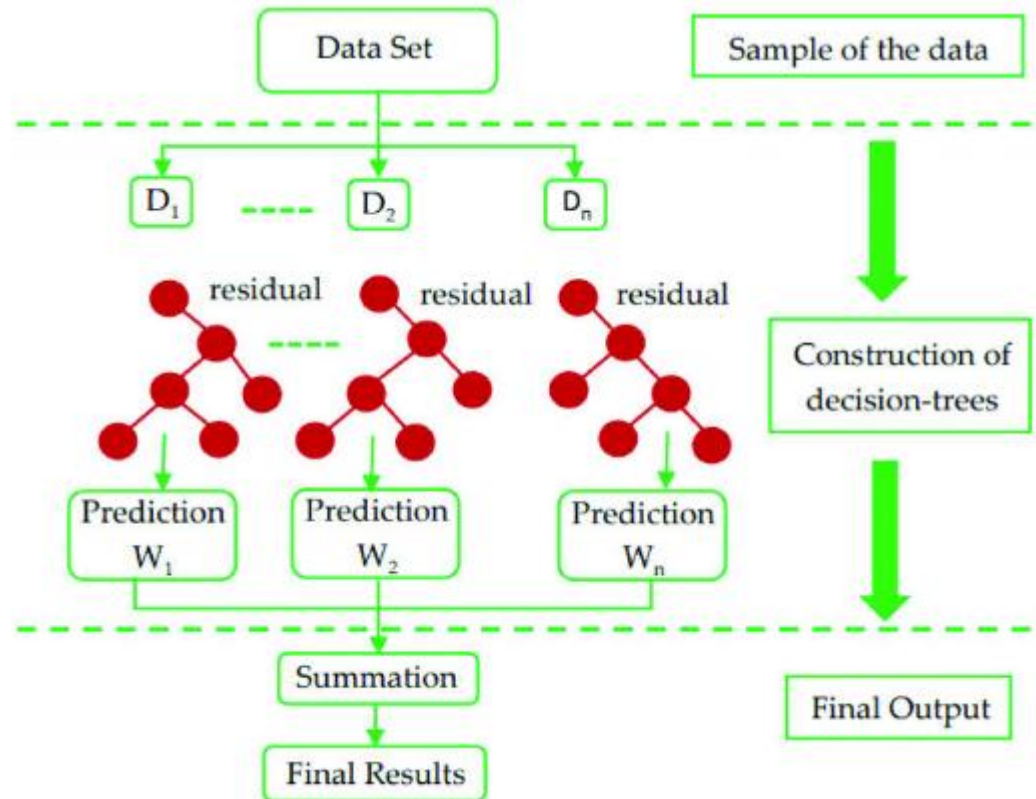 Data Set
Sample of the data
D₁
D₂
Dₙ
residual
residual
residual
Construction of
decision-trees
Prediction
W₁
Prediction
W₂
Prediction
Wₙ
Summation
Final Output
Final Results